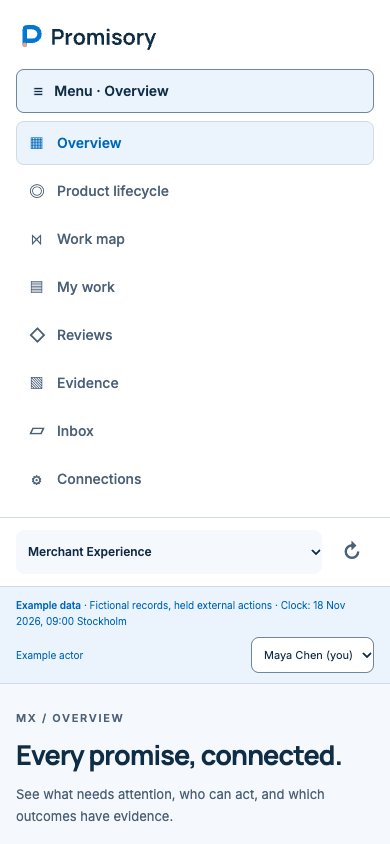 Promisory
Menu · Overview
Overview
Product lifecycle
Work map
My work
Reviews
Evidence
Inbox
Connections
Merchant Experience
Example data · Fictional records, held external actions · Clock: 18 Nov
2026, 09:00 Stockholm
Example actor
Maya Chen (you)
MX / OVERVIEW
Every promise, connected.
See what needs attention, who can act, and which
outcomes have evidence.